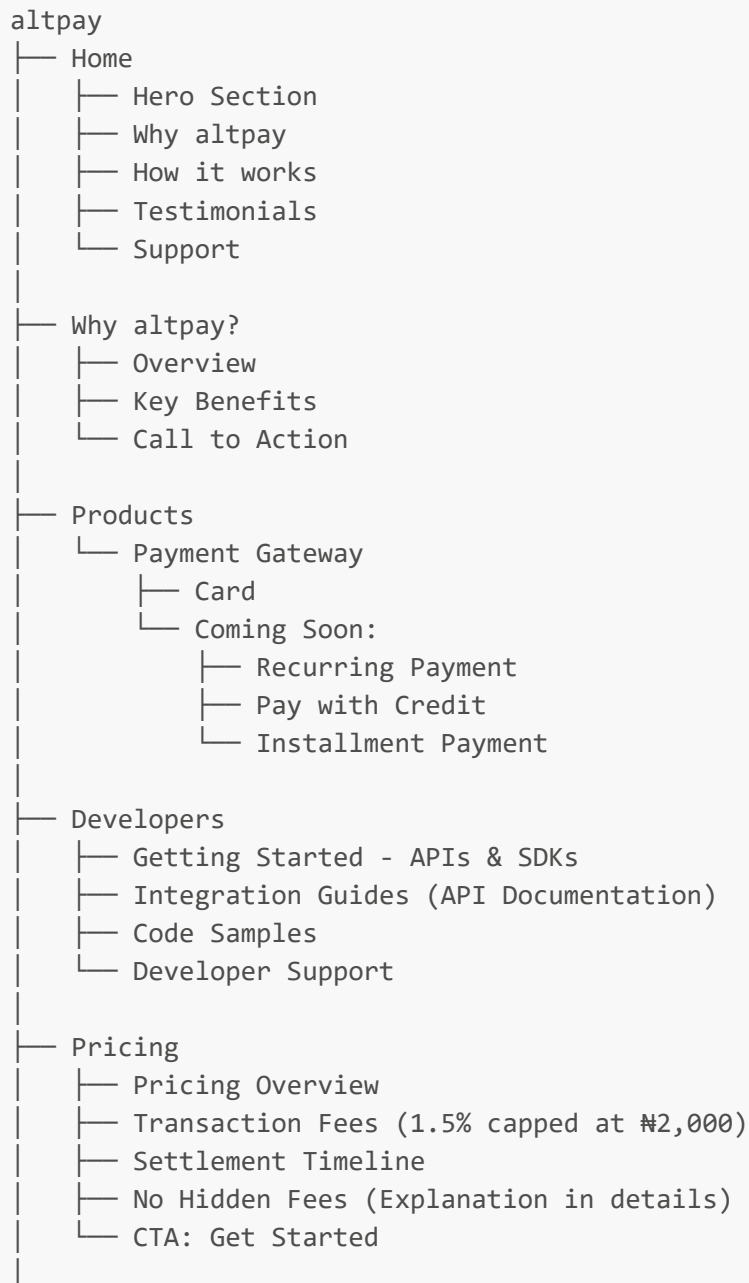 altpay
├── Home
│   ├── Hero Section
│   ├── Why altpay
│   ├── How it works
│   ├── Testimonials
│   └── Support
│
├── Why altpay?
│   ├── Overview
│   ├── Key Benefits
│   └── Call to Action
│
├── Products
│   └── Payment Gateway
│       ├── Card
│       └── Coming Soon:
│           ├── Recurring Payment
│           ├── Pay with Credit
│           └── Installment Payment
│
├── Developers
│   ├── Getting Started - APIs & SDKs
│   ├── Integration Guides (API Documentation)
│   ├── Code Samples
│   └── Developer Support
│
├── Pricing
│   ├── Pricing Overview
│   ├── Transaction Fees (1.5% capped at ₦2,000)
│   ├── Settlement Timeline
│   ├── No Hidden Fees (Explanation in details)
│   └── CTA: Get Started
│